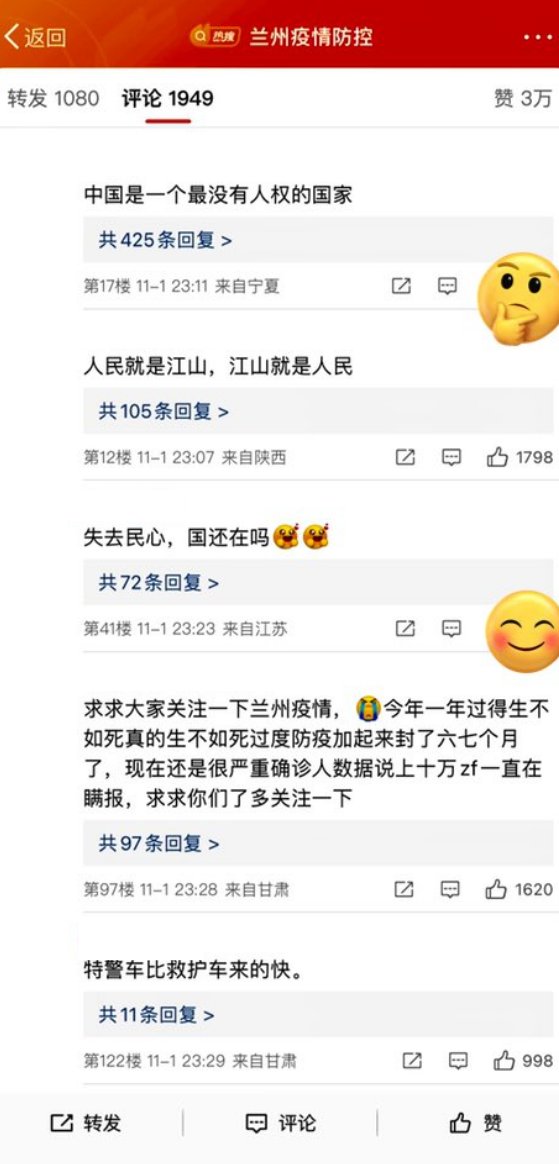 返回
热搜 兰州疫情防控
转发 1080 评论 1949 赞 3万
中国是一个最没有人权的国家
共425条回复 >
第17楼 11-1 23:11 来自宁夏
人民就是江山，江山就是人民
共105条回复 >
第12楼 11-1 23:07 来自陕西 1798
失去民心，国还在吗
共72条回复 >
第41楼 11-1 23:23 来自江苏
求求大家关注一下兰州疫情，😭今年一年过得生不
如死真的生不如死过度防疫加起来封了六七个月
了，现在还是很严重确诊人数据说上十万zf一直在
瞒报，求求你们了多关注一下
共97条回复 >
第97楼 11-1 23:28 来自甘肃 1620
特警车比救护车来的快。
共11条回复 >
第122楼 11-1 23:29 来自甘肃 998
转发 评论 赞